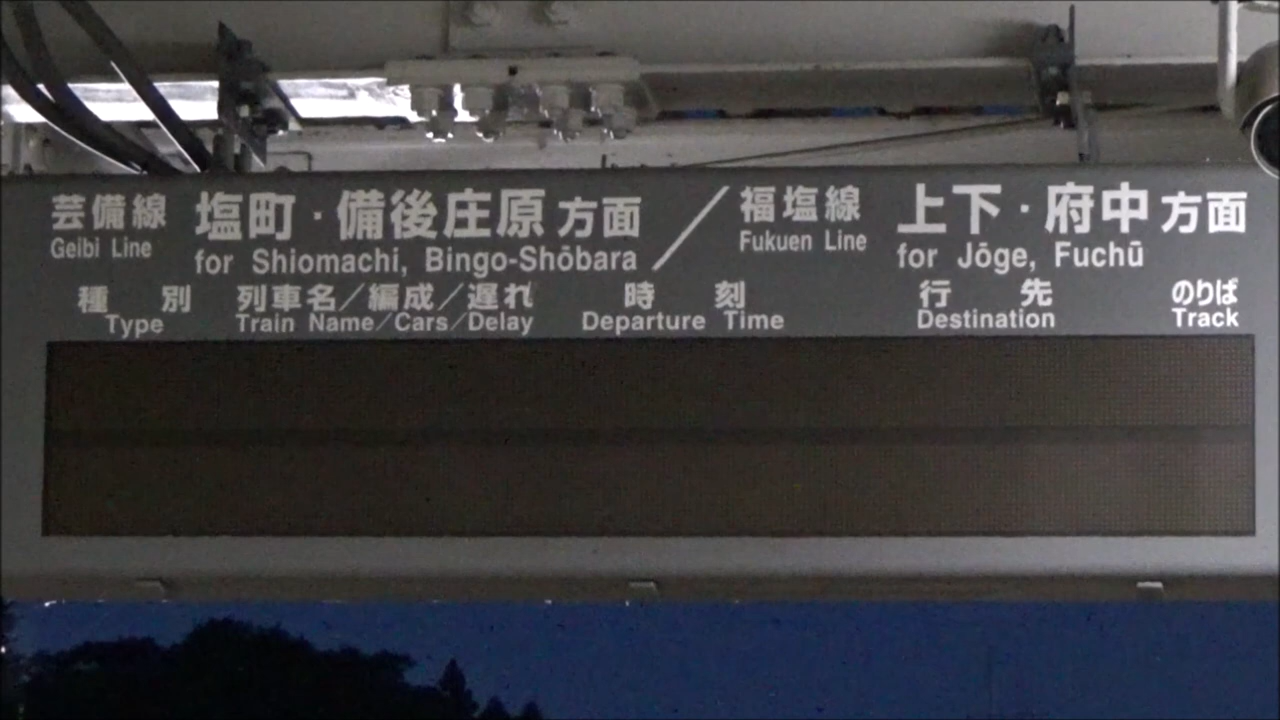 芸備線 塩町・備後庄原方面／福塩線 上下・府中方面
Geibi Line for Shiomachi, Bingo-Shōbara Fukuen Line for Jōge, Fuchū
種別 列車名／編成／遅れ 時刻 行先 のりば
Type Train Name/Cars/Delay Departure Time Destination Track